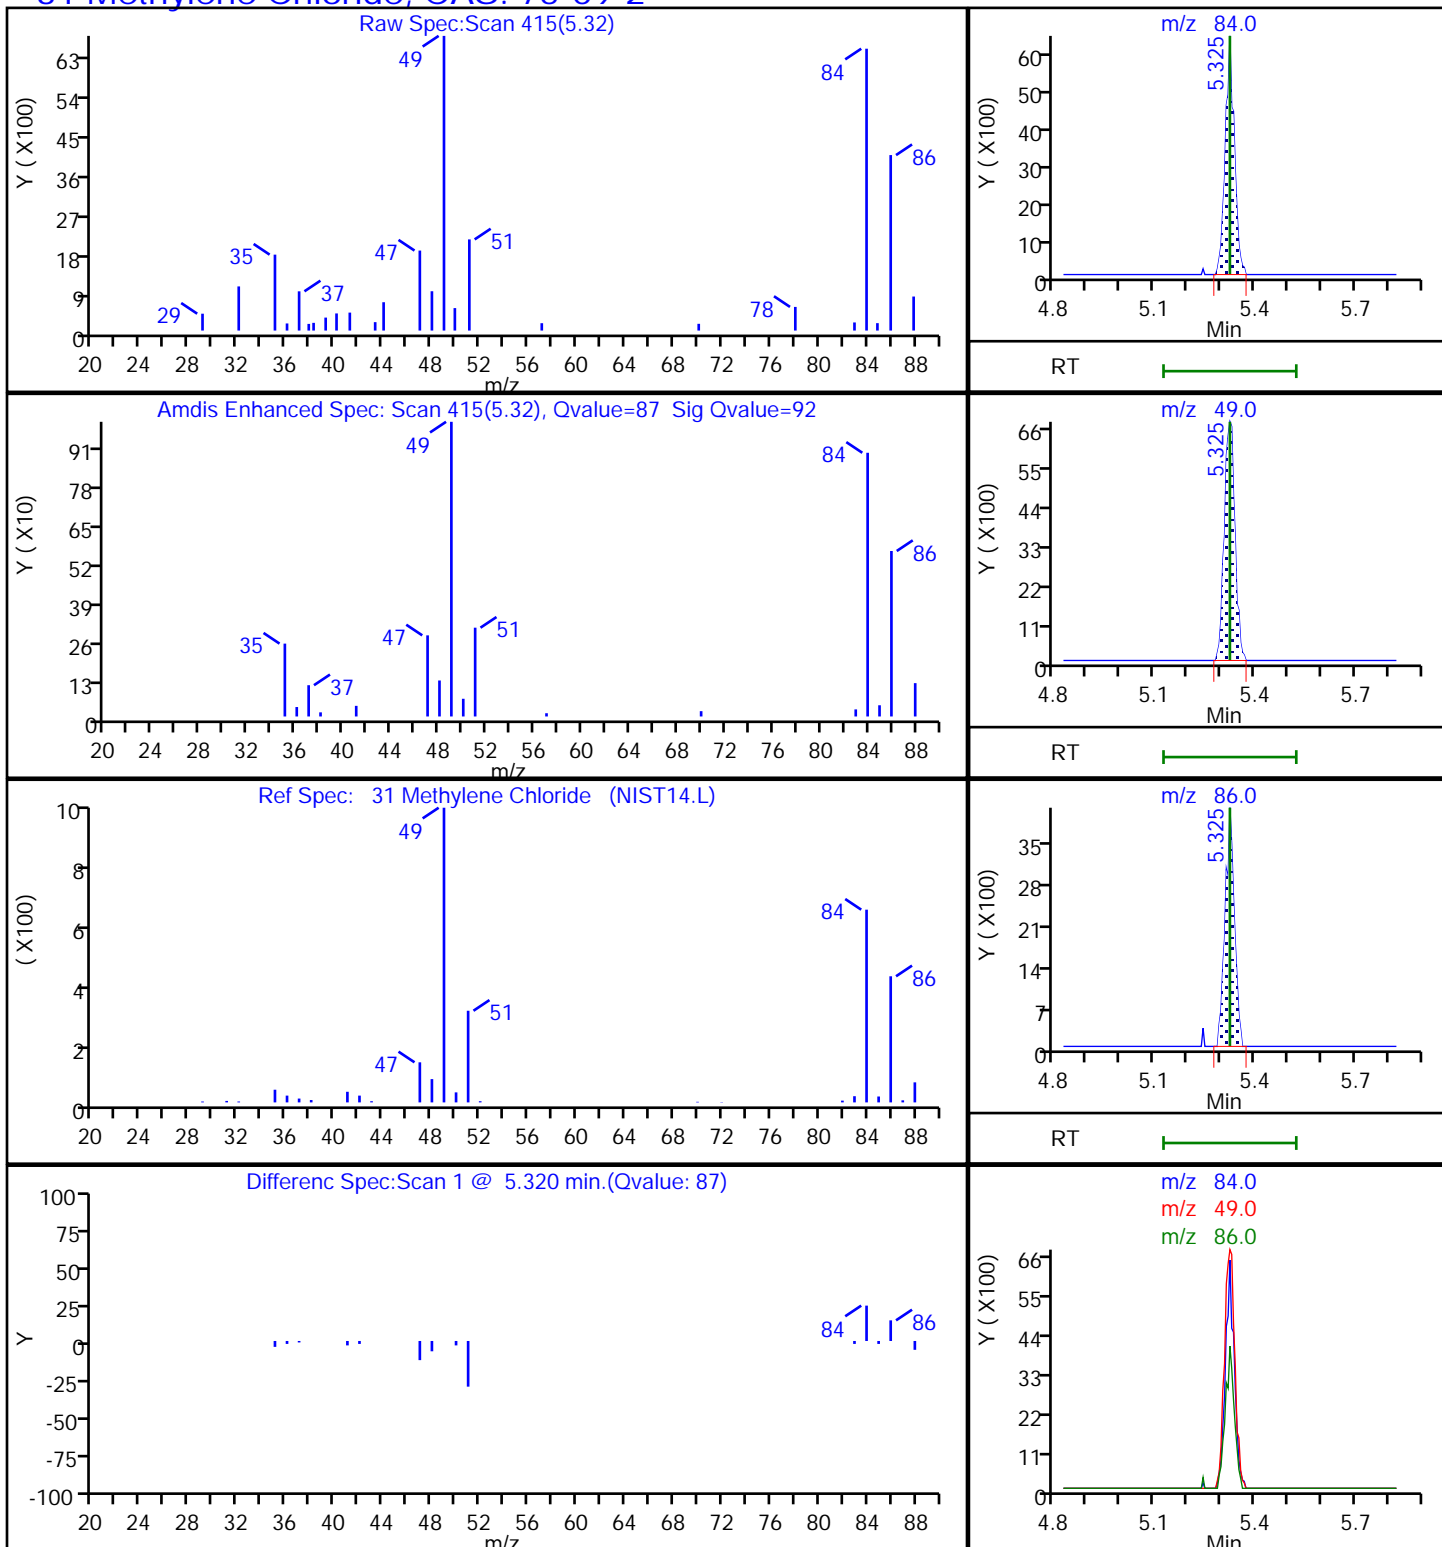 31 Methylene Chloride, CAS: 75-09-2
Raw Spec:Scan 415(5.32)
Y ( X100)
63
54
45
36
27
18
9
0
49
84
86
35
47
51
37
29
78
20 24 28 32 36 40 44 48 52 56 60 64 68 72 76 80 84 88
m/z
m/z 84.0
Y ( X100)
60
50
40
30
20
10
0
5.325
4.8 5.1 5.4 5.7
Min
RT
Amdis Enhanced Spec: Scan 415(5.32), Qvalue=87 Sig Qvalue=92
Y ( X10)
91
78
65
52
39
26
13
0
49
84
86
35
47
51
37
20 24 28 32 36 40 44 48 52 56 60 64 68 72 76 80 84 88
m/z
m/z 49.0
Y ( X100)
66
55
44
33
22
11
0
5.325
4.8 5.1 5.4 5.7
Min
RT
Ref Spec: 31 Methylene Chloride (NIST14.L)
( X100)
10
8
6
4
2
0
49
84
86
51
47
20 24 28 32 36 40 44 48 52 56 60 64 68 72 76 80 84 88
m/z 86.0
Y ( X100)
35
28
21
14
7
0
5.325
4.8 5.1 5.4 5.7
Min
RT
Differenc Spec:Scan 1 @ 5.320 min.(Qvalue: 87)
Y
100
75
50
25
0
-25
-50
-75
-100
84
86
20 24 28 32 36 40 44 48 52 56 60 64 68 72 76 80 84 88
m/z
m/z 84.0
m/z 49.0
m/z 86.0
Y ( X100)
66
55
44
33
22
11
0
4.8 5.1 5.4 5.7
Min